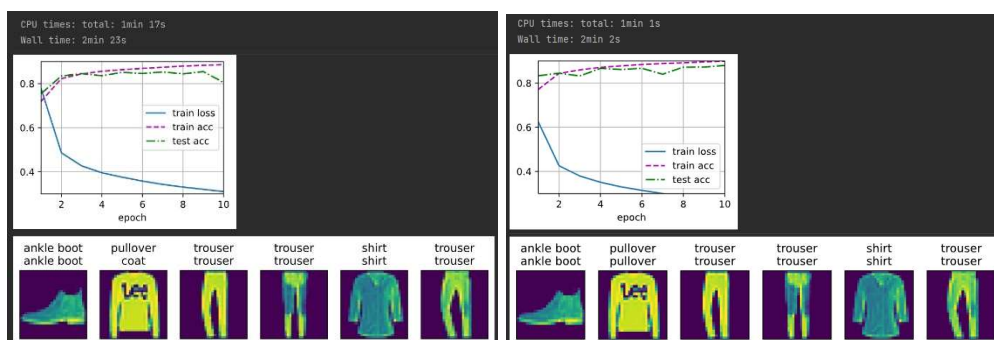 CPU times: total: 1min 17s
Wall time: 2min 23s
0.8
0.6
0.4
train loss
train acc
test acc
2 4 6 8 10
epoch
ankle boot pullover trouser trouser shirt trouser
ankle boot coat trouser trouser shirt trouser
Lee
CPU times: total: 1min 1s
Wall time: 2min 2s
0.8
0.6
0.4
train loss
train acc
test acc
2 4 6 8 10
epoch
ankle boot pullover trouser trouser shirt trouser
ankle boot pullover trouser trouser shirt trouser
Lee